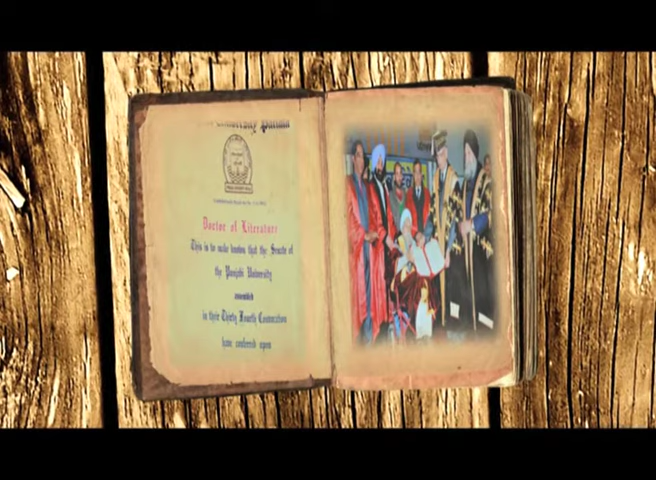 Doctor of Literature
This is to make known that the Senate of
the Punjabi University
assembled
in their Thirty Fourth Convocation
have conferred upon